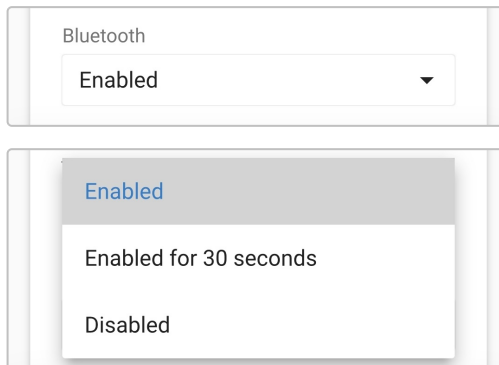 Bluetooth
Enabled
Enabled
Enabled for 30 seconds
Disabled